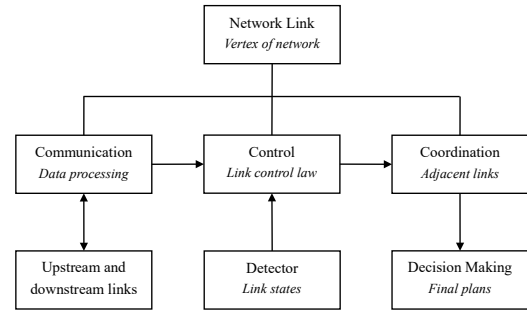 Network Link
Vertex of network
Communication
Data processing
Control
Link control law
Coordination
Adjacent links
Upstream and
downstream links
Detector
Link states
Decision Making
Final plans